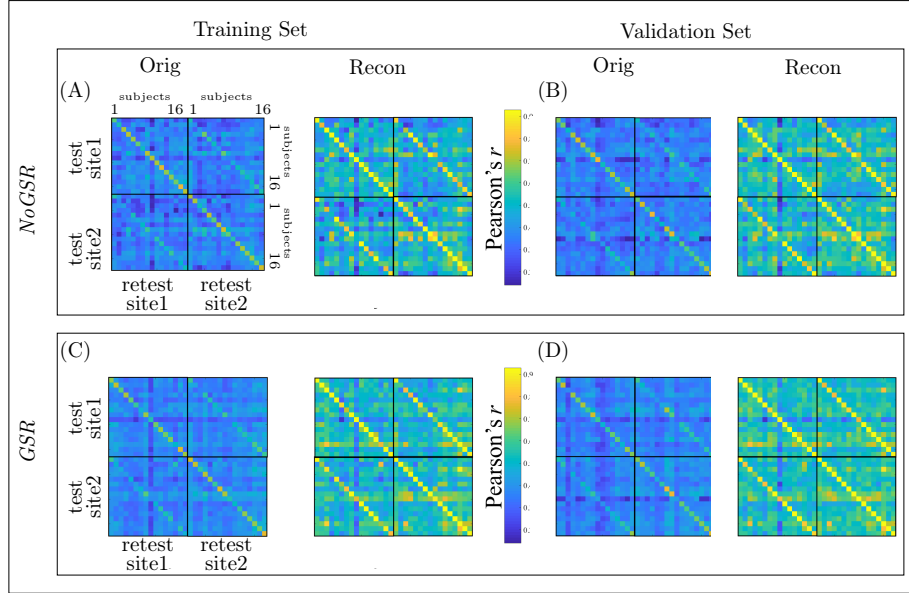 Training Set Validation Set
Orig Recon Orig Recon
(A) (B)
subjects subjects
1 16 1 16
test site1
test site2
1 subjects 16
1 subjects 16
NoGSR
Pearson's r
retest site1
retest site2
(C) (D)
0.9
test site1
test site2
GSR
Pearson's r
retest site1
retest site2